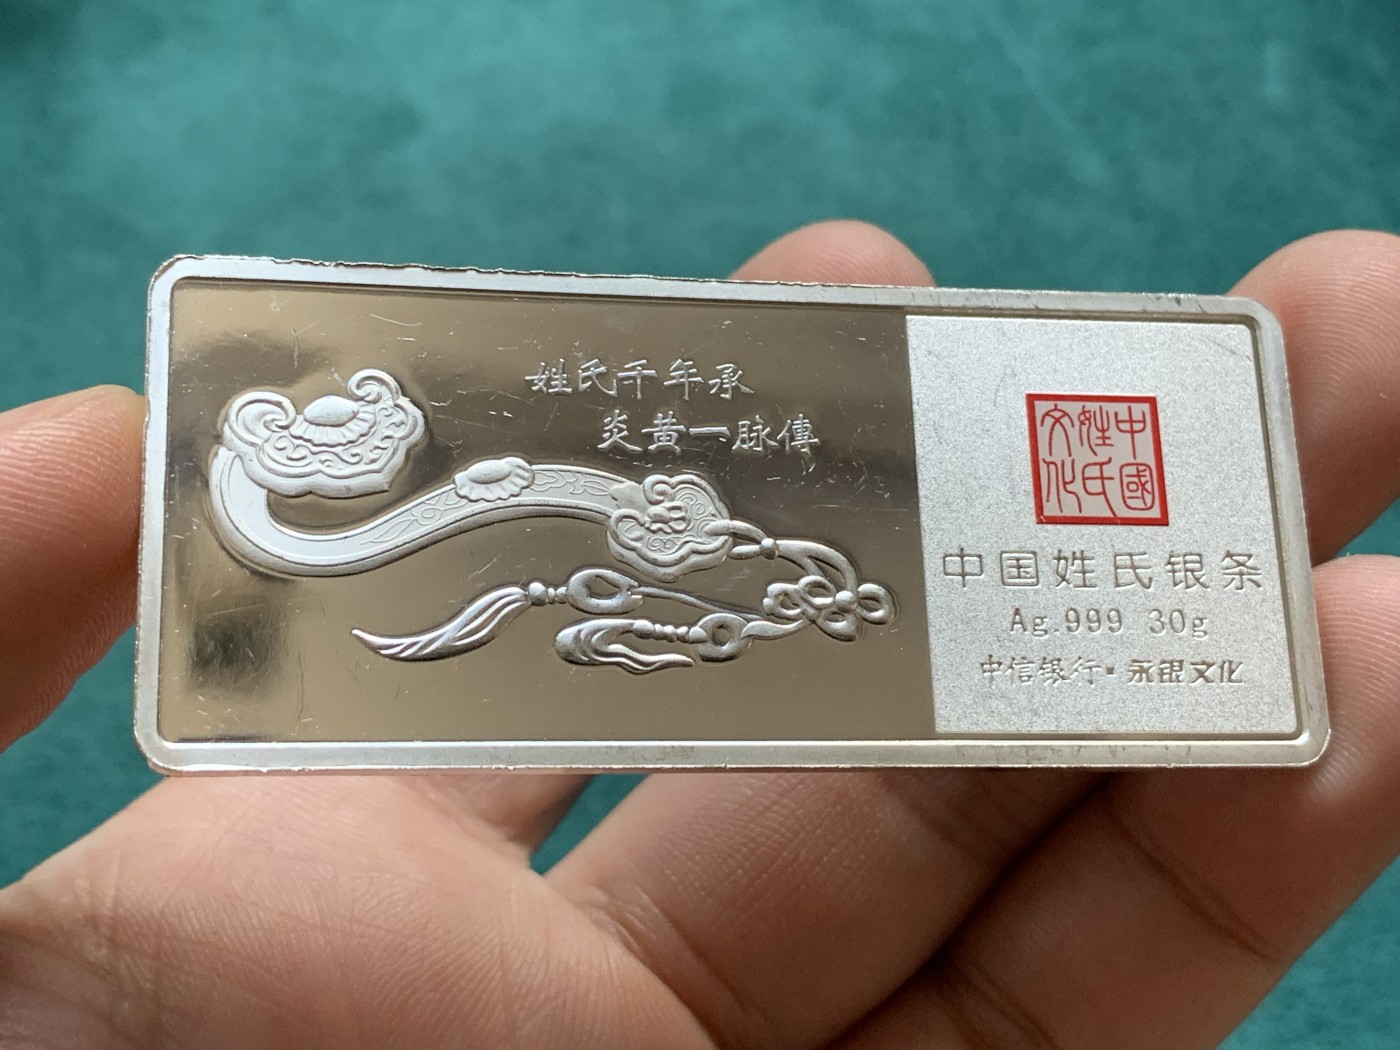 姓氏千年承
炎黄一脉傳
中國姓氏文化
中国姓氏银条
Ag.999 30g
中信银行·永银文化